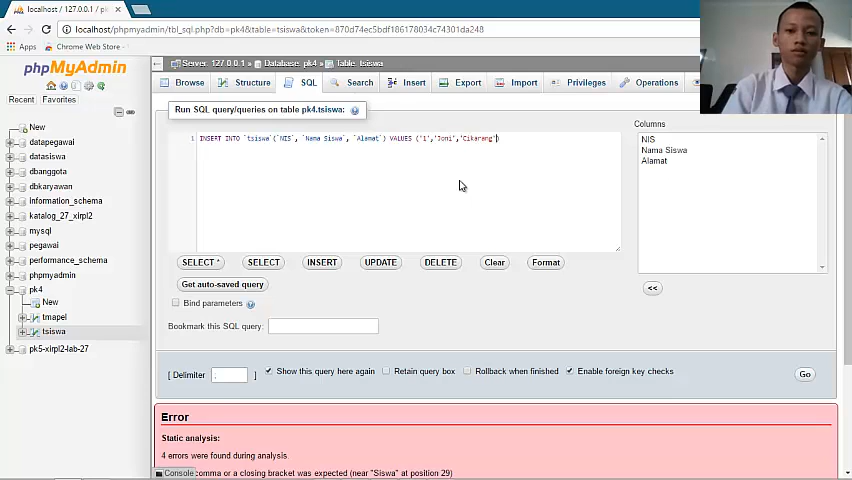 localhost / 127.0.0.1 / pk4
localhost/phpmyadmin/tbl_sql.php?db=pk4&table=tsiswa&token=870d74ec5bdf186178034c3475df929f
Apps
Chrome Web Store
phpMyAdmin
Recent Favorites
New
datapegawai
datasiswa
dbanggota
dbkaryawan
information_schema
katalog_27_xirpl2
mysql
pegawai
performance_schema
phpmyadmin
pk4
New
tmapel
tsiswa
pk5-xirpl2-lab-27
Server: 127.0.0.1 » Database: pk4 » Table: tsiswa
Browse Structure SQL Search Insert Export Import Privileges Operations
Run SQL query/queries on table pk4.tsiswa:
1 INSERT INTO `tsiswa`(`NIS`, `Nama Siswa`, `Alamat`) VALUES ('1','Joni','Cikarang')
Columns
NIS
Nama Siswa
Alamat
SELECT * SELECT INSERT UPDATE DELETE Clear Format
<<
Get auto-saved query
Bind parameters
Bookmark this SQL query:
[ Delimiter ; ] Show this query here again Retain query box Rollback when finished Enable foreign key checks Go
Error
Static analysis:
4 errors were found during analysis.
Console
comma or a closing bracket was expected (near "Siswa" at position 29)